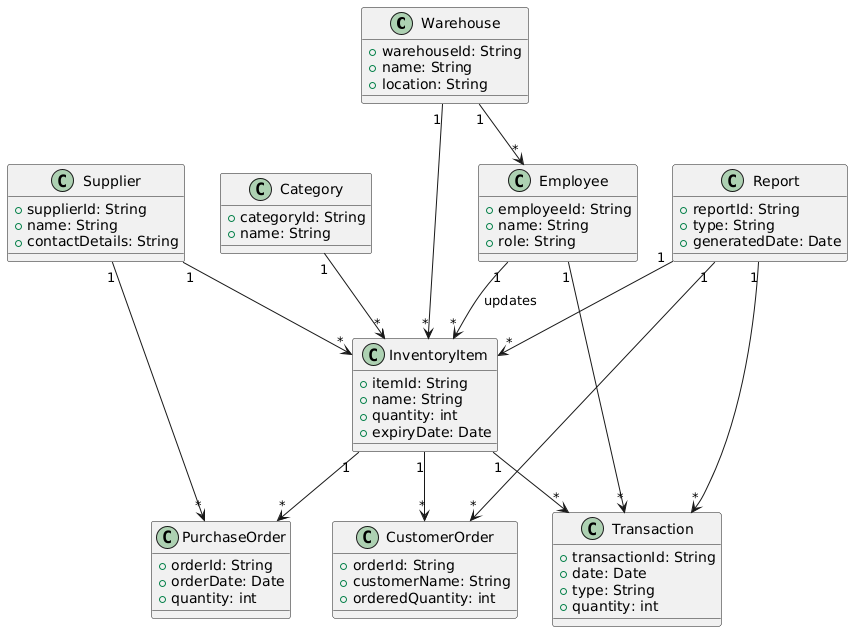 C Warehouse
warehouseId: String
name: String
location: String
1
1
*
C Supplier
supplierId: String
name: String
contactDetails: String
C Category
categoryId: String
name: String
C Employee
employeeId: String
name: String
role: String
C Report
reportId: String
type: String
generatedDate: Date
1
1
1
1
1
1
1
1
updates
*
*
*
*
*
C InventoryItem
itemId: String
name: String
quantity: int
expiryDate: Date
1
1
1
*
*
*
*
*
*
*
C PurchaseOrder
orderId: String
orderDate: Date
quantity: int
C CustomerOrder
orderId: String
customerName: String
orderedQuantity: int
C Transaction
transactionId: String
date: Date
type: String
quantity: int